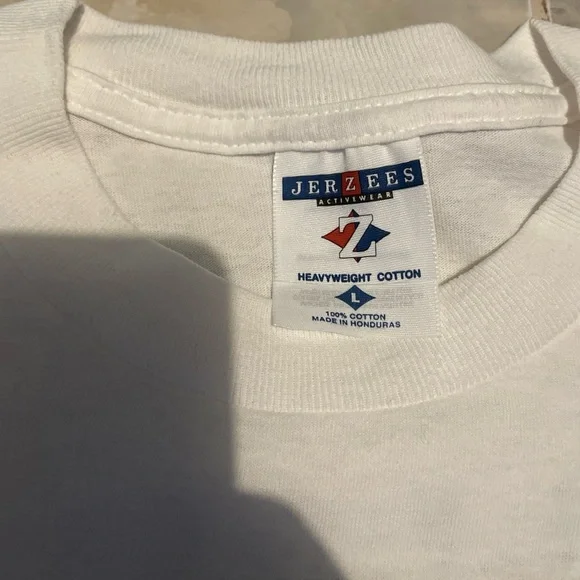 JERZEES
ACTIVEWEAR
Z
HEAVYWEIGHT COTTON
L
100% COTTON
MADE IN HONDURAS